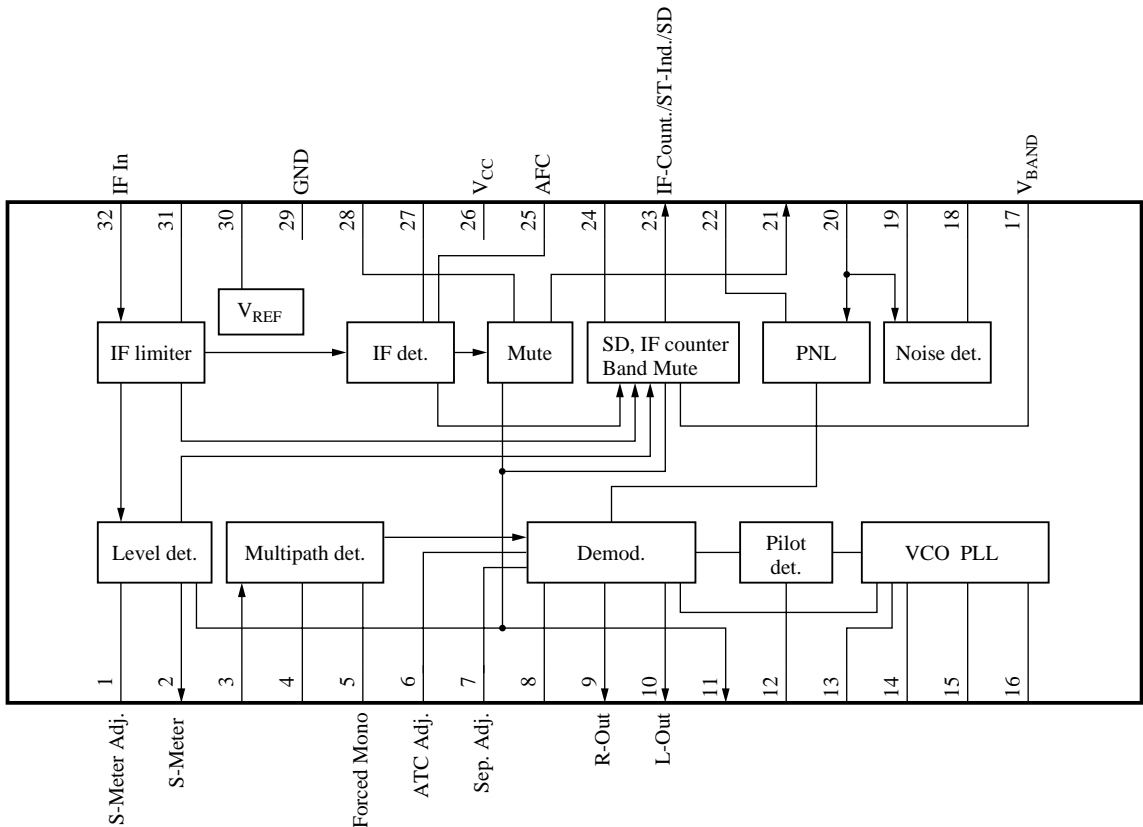 IF In
GND
VCC
AFC
IF-Count./ST-Ind./SD
VBAND
32
31
30
29
28
27
26
25
24
23
22
21
20
19
18
17
VREF
IF limiter
IF det.
Mute
SD, IF counter
Band Mute
PNL
Noise det.
Level det.
Multipath det.
Demod.
Pilot
det.
VCO PLL
1
2
3
4
5
6
7
8
9
10
11
12
13
14
15
16
S-Meter Adj.
S-Meter
Forced Mono
ATC Adj.
Sep. Adj.
R-Out
L-Out